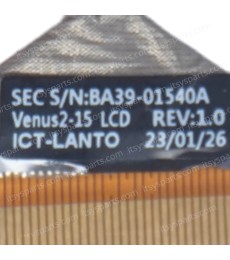 SEC S/N:BA39-01540A
Venus2-15 LCD REV:1.0
ICT-LANTO 23/01/26